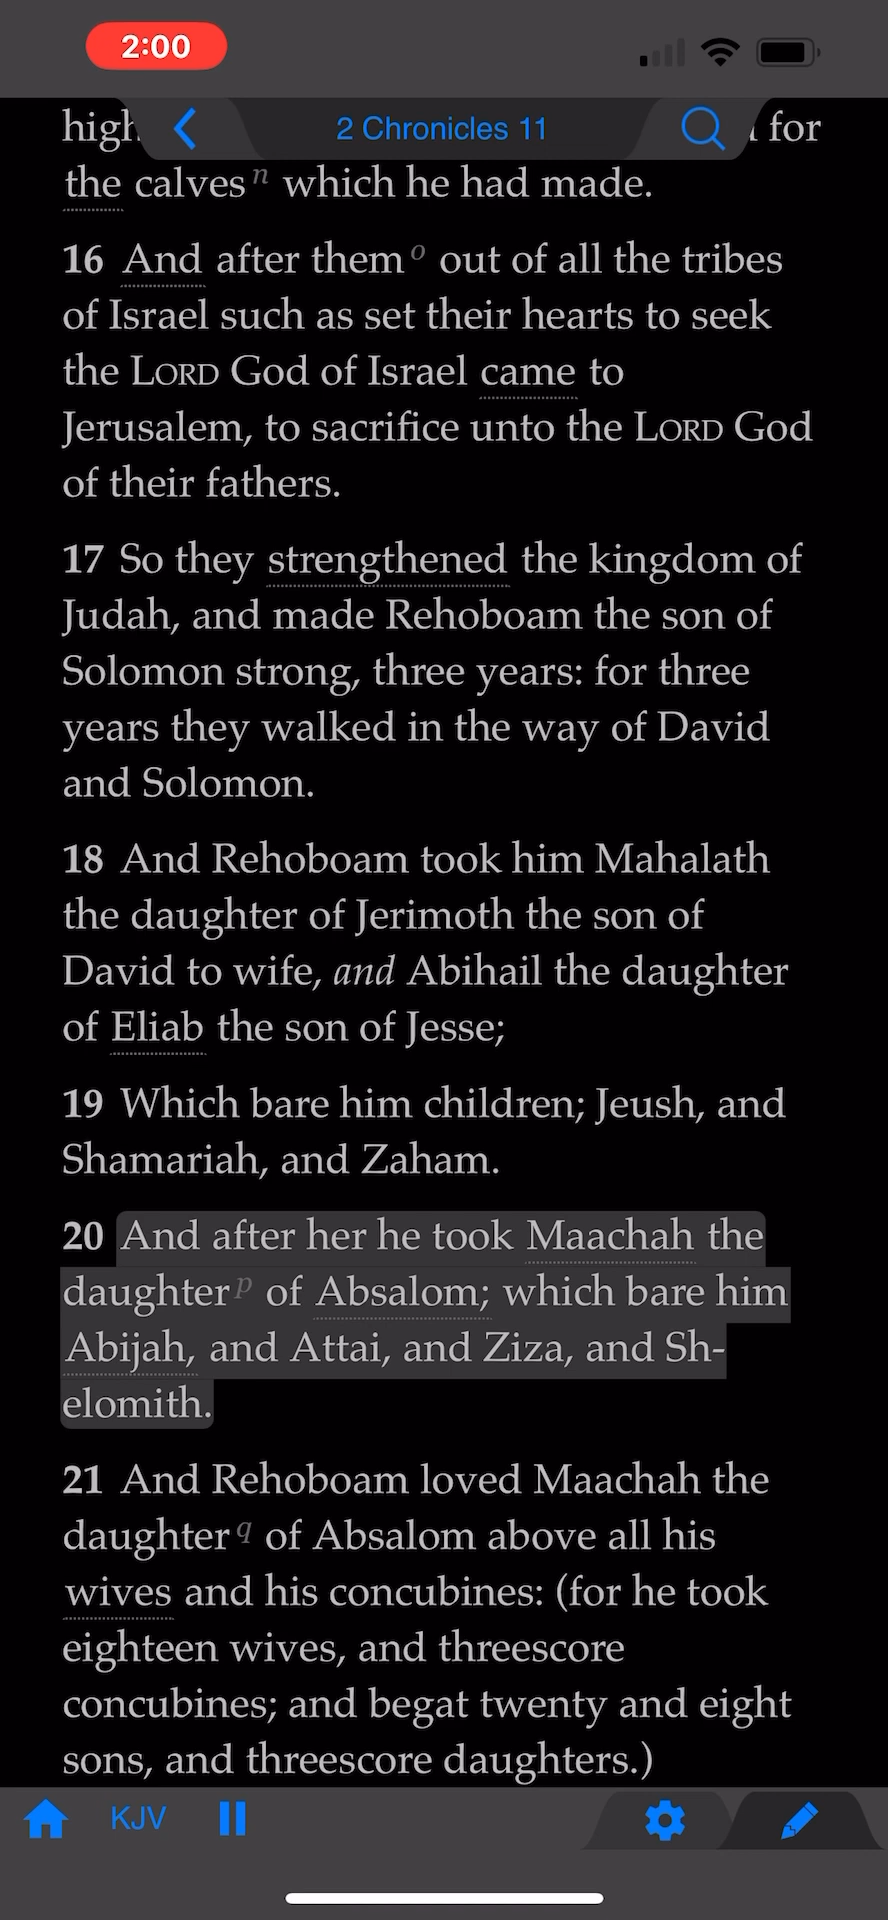 2:00
2 Chronicles 11
for
the calves n which he had made.
16 And after them o out of all the tribes
of Israel such as set their hearts to seek
the LORD God of Israel came to
Jerusalem, to sacrifice unto the LORD God
of their fathers.
17 So they strengthened the kingdom of
Judah, and made Rehoboam the son of
Solomon strong, three years: for three
years they walked in the way of David
and Solomon.
18 And Rehoboam took him Mahalath
the daughter of Jerimoth the son of
David to wife, and Abihail the daughter
of Eliab the son of Jesse;
19 Which bare him children; Jeush, and
Shamariah, and Zaham.
20 And after her he took Maachah the
daughter p of Absalom; which bare him
Abijah, and Attai, and Ziza, and Sh-
elomith.
21 And Rehoboam loved Maachah the
daughter q of Absalom above all his
wives and his concubines: (for he took
eighteen wives, and threescore
concubines; and begat twenty and eight
sons, and threescore daughters.)
KJV